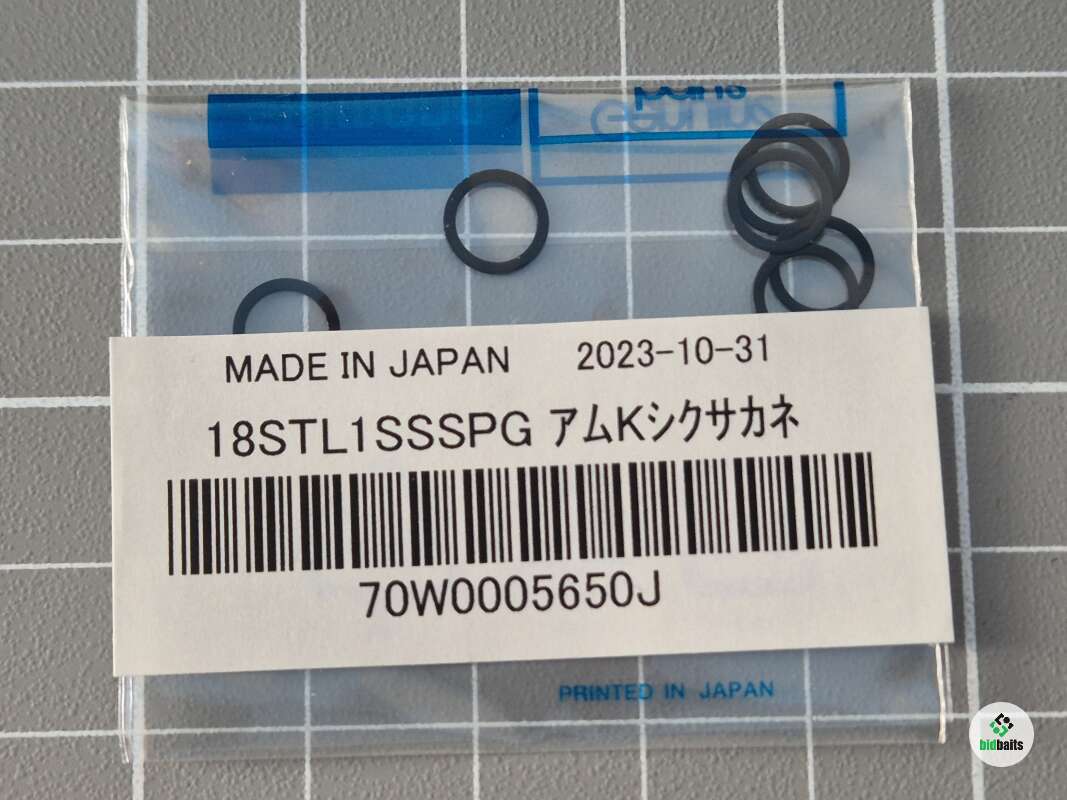 MADE IN JAPAN 2023-10-31
18STL1SSSPG アムKシクサカネ
70W0005650J
PRINTED IN JAPAN
bidbaits